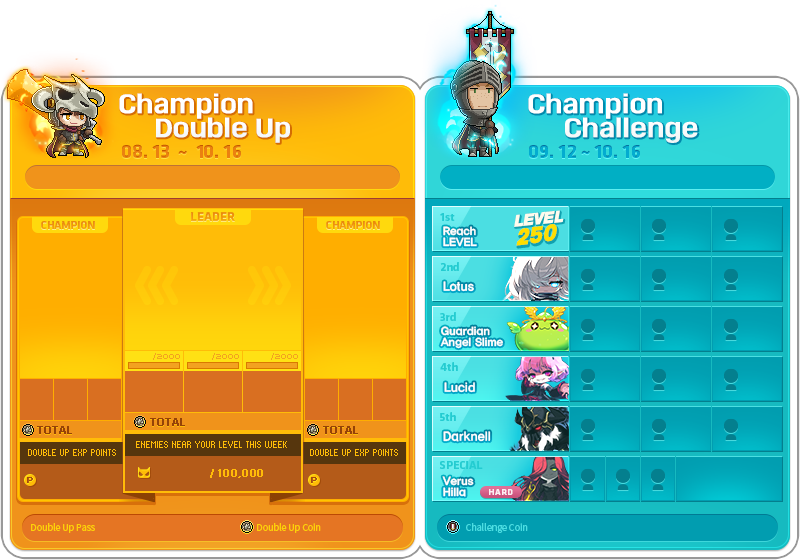 Champion
Double Up
08. 13 ~ 10. 16
CHAMPION
LEADER
CHAMPION
/2000
/2000
/2000
TOTAL
TOTAL
TOTAL
DOUBLE UP EXP POINTS
ENEMIES NEAR YOUR LEVEL THIS WEEK
DOUBLE UP EXP POINTS
P
/ 100,000
P
Double Up Pass
Double Up Coin
Champion
Challenge
09. 12 ~ 10. 16
1st
Reach
LEVEL
LEVEL
250
2nd
Lotus
3rd
Guardian
Angel Slime
4th
Lucid
5th
Darknell
SPECIAL
Verus
Hilla
HARD
Challenge Coin